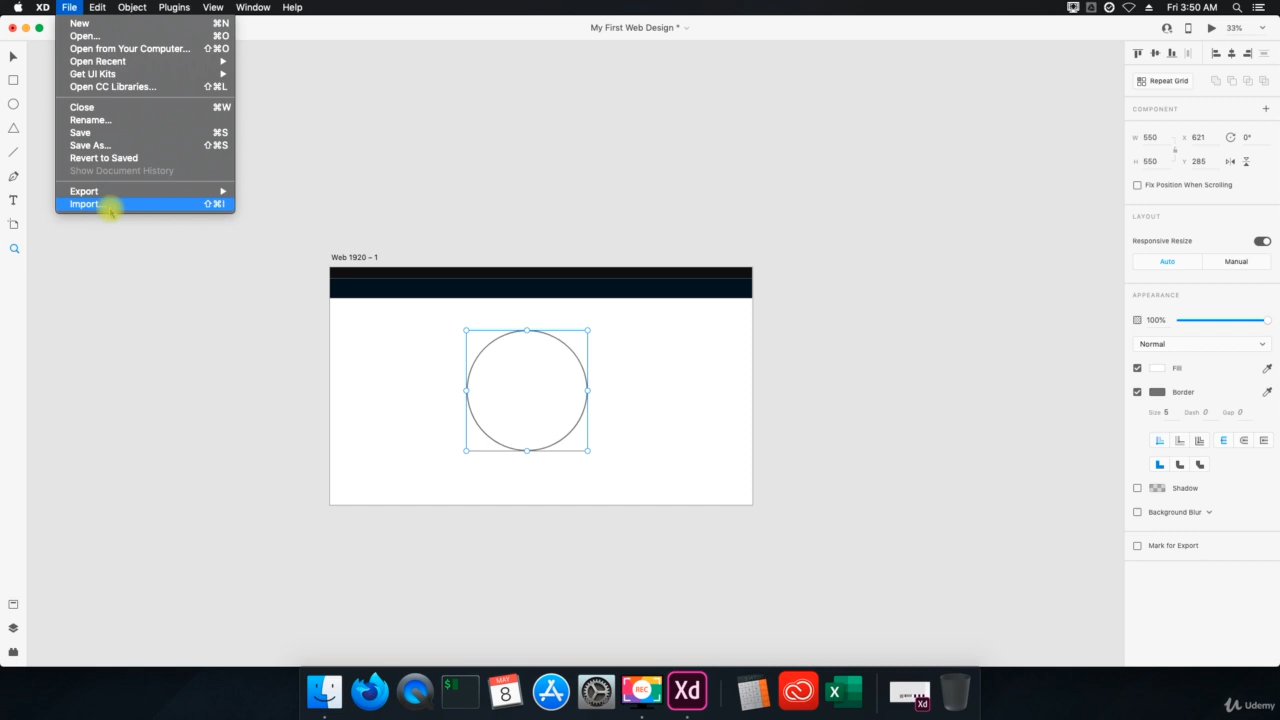 XD File Edit Object Plugins View Window Help
Fri 3:50 AM
My First Web Design *
33%
New ⌘N
Open... ⌘O
Open from Your Computer... ⇧⌘O
Open Recent
Get UI Kits
Open CC Libraries... ⇧⌘L
Close ⌘W
Rename...
Save ⌘S
Save As... ⇧⌘S
Revert to Saved
Show Document History
Export
Import... ⇧⌘I
Web 1920 – 1
Repeat Grid
COMPONENT
W 550 X 621 0°
H 550 Y 285
Fix Position When Scrolling
LAYOUT
Responsive Resize
Auto Manual
APPEARANCE
100%
Normal
Fill
Border
Size 5 Dash 0 Gap 0
Shadow
Background Blur
Mark for Export
T
$
MAY
8
REC
Xd
X
Xd
Udemy